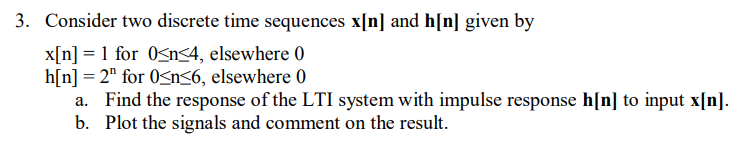 3. Consider two discrete time sequences x[n] and h[n] given by
x[n] = 1 for 0≤n≤4, elsewhere 0
h[n] = 2ⁿ for 0≤n≤6, elsewhere 0
a. Find the response of the LTI system with impulse response h[n] to input x[n].
b. Plot the signals and comment on the result.